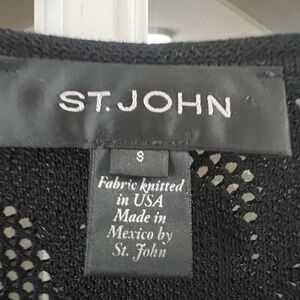 ST. JOHN
S
Fabric knitted
in USA
Made in
Mexico by
St. John